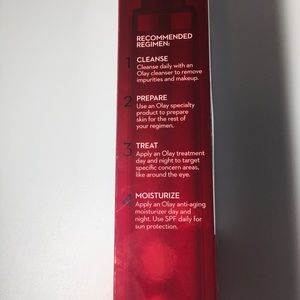 RECOMMENDED
REGIMEN:
1 CLEANSE
Cleanse daily with an
Olay cleanser to remove
impurities and makeup.
2 PREPARE
Use an Olay specialty
product to prepare
skin for the rest of
your regimen.
3 TREAT
Apply an Olay treatment
day and night to target
specific concern areas,
like around the eye.
4 MOISTURIZE
Apply an Olay anti-aging
moisturizer day and
night. Use SPF daily for
sun protection.